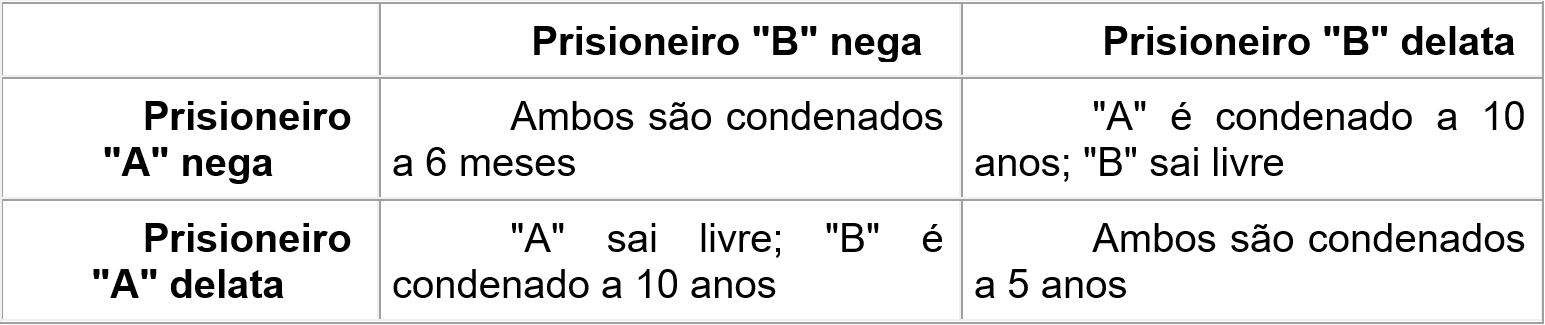 Prisioneiro "B" nega
Prisioneiro "B" delata
Prisioneiro
"A" nega
Ambos são condenados
a 6 meses
"A" é condenado a 10
anos; "B" sai livre
Prisioneiro
"A" delata
"A" sai livre; "B" é
condenado a 10 anos
Ambos são condenados
a 5 anos